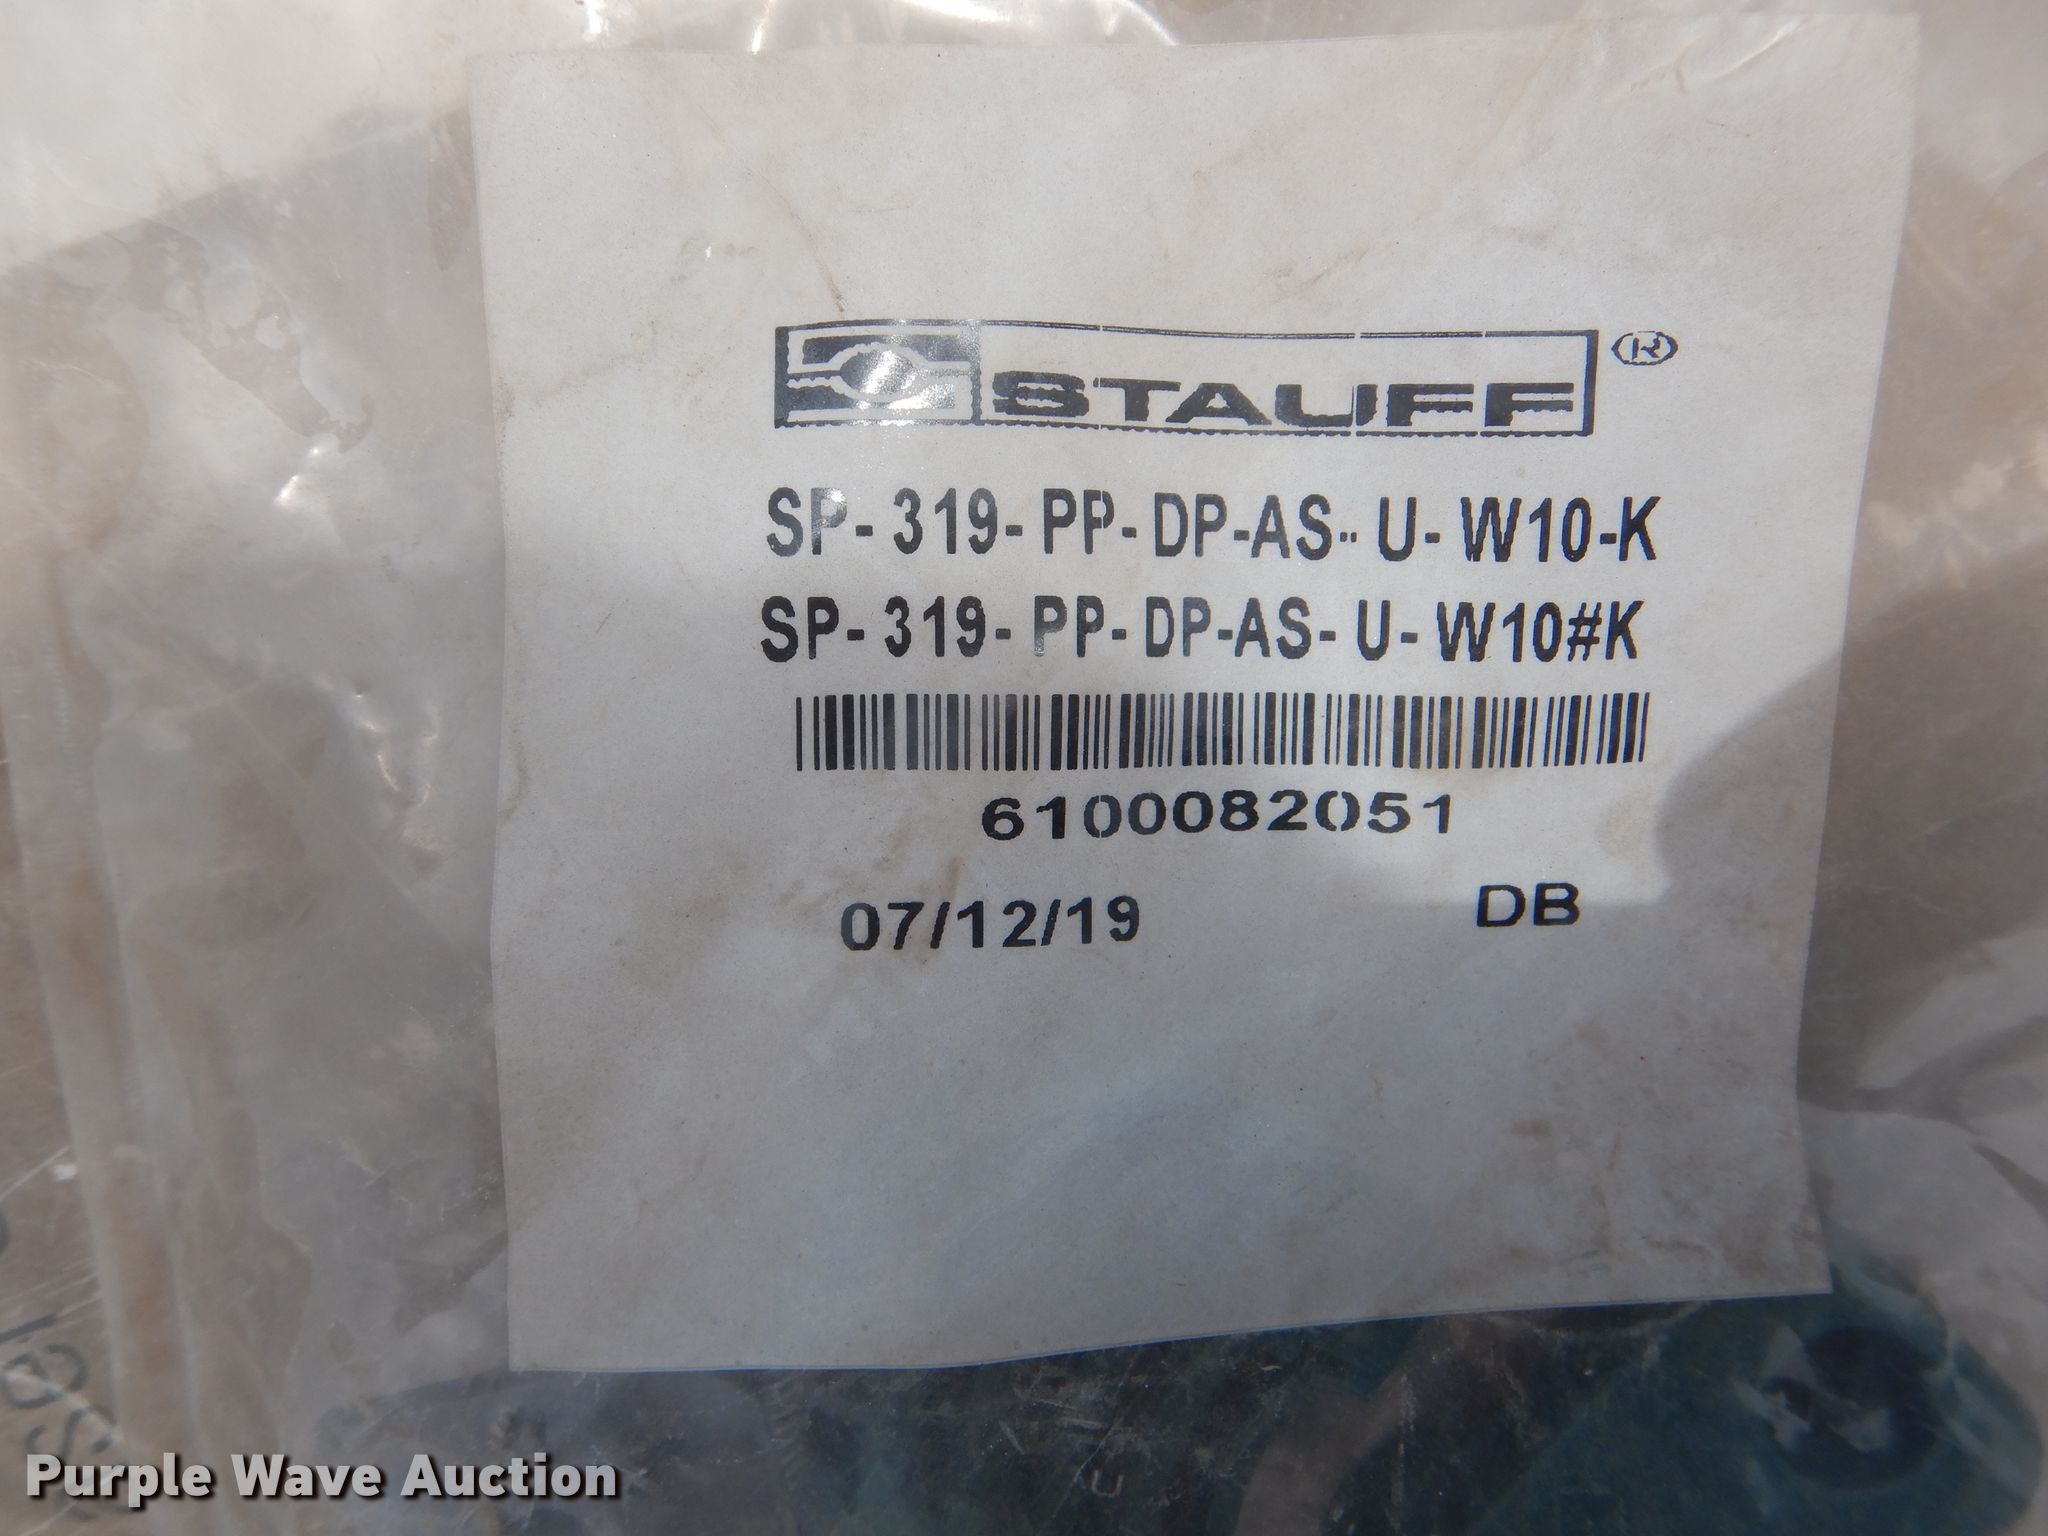 STAUFF®
SP- 319- PP- DP-AS- U- W10-K
SP- 319- PP- DP-AS- U- W10#K
6100082051
07/12/19 DB
Purple Wave Auction